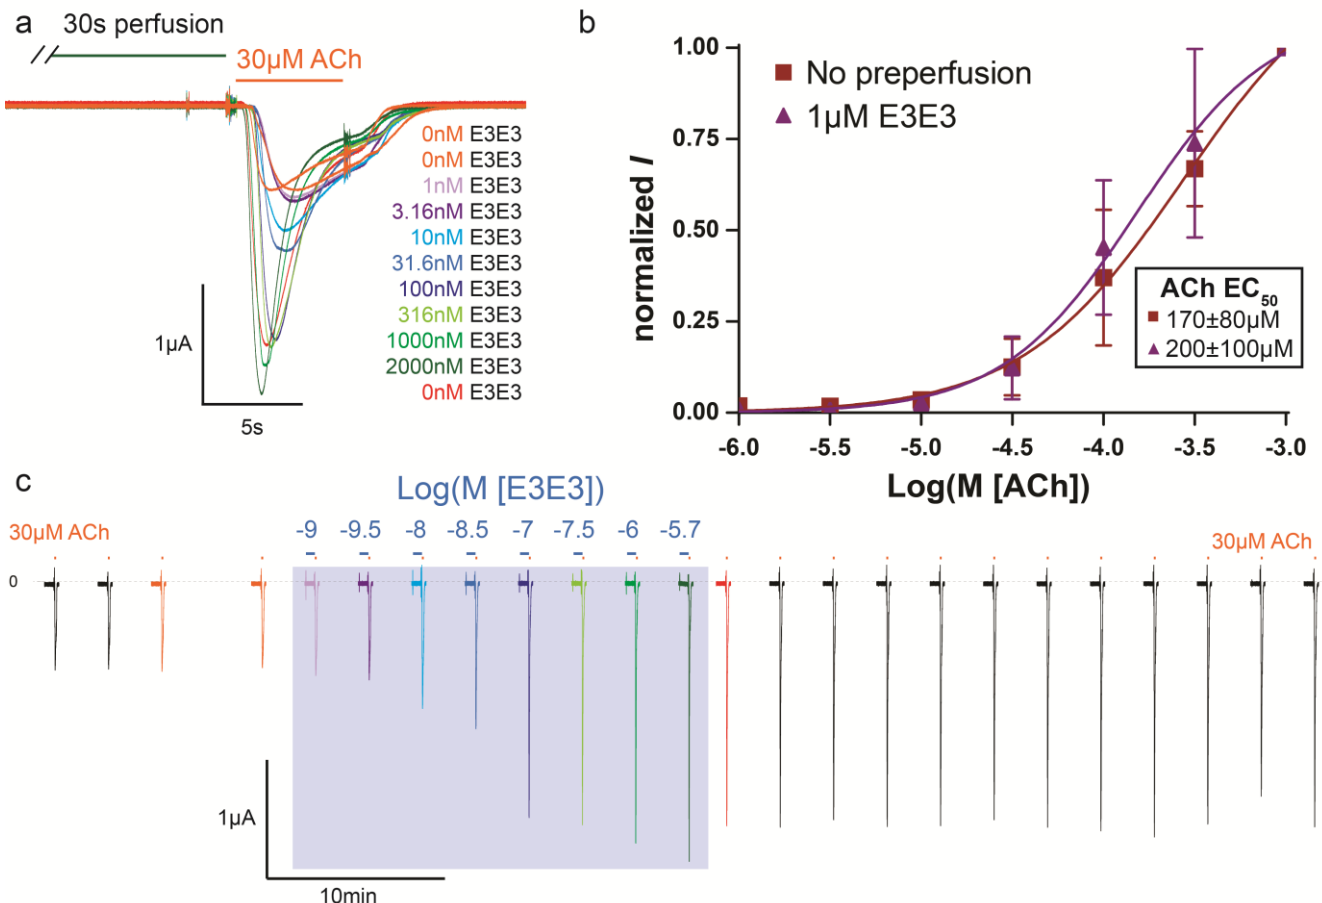 a
30s perfusion
30µM ACh
0nM E3E3
0nM E3E3
1nM E3E3
3.16nM E3E3
10nM E3E3
31.6nM E3E3
100nM E3E3
316nM E3E3
1000nM E3E3
2000nM E3E3
0nM E3E3
1µA
5s
b
1.00
0.75
0.50
0.25
0.00
normalized I
No preperfusion
1µM E3E3
ACh EC50
170±80µM
200±100µM
-6.0 -5.5 -5.0 -4.5 -4.0 -3.5 -3.0
Log(M [ACh])
c
Log(M [E3E3])
30µM ACh
-9 -9.5 -8 -8.5 -7 -7.5 -6 -5.7
30µM ACh
0
1µA
10min